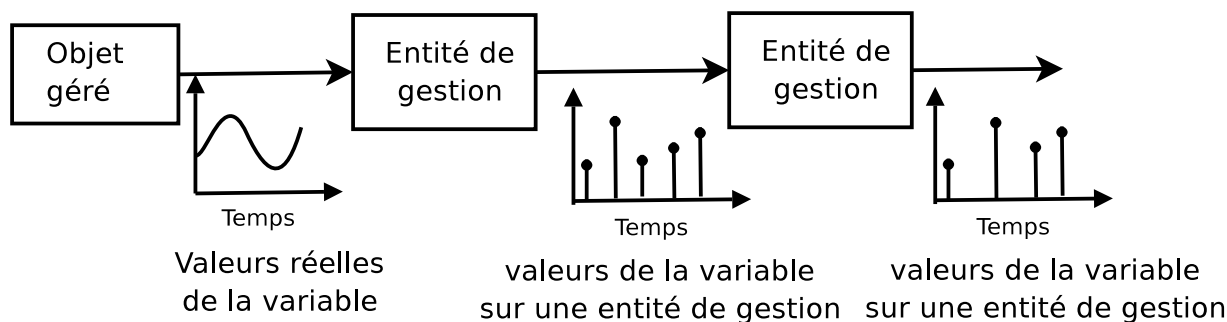 Objet
géré
Entité de
gestion
Entité de
gestion
Temps
Temps
Temps
Valeurs réelles
de la variable
valeurs de la variable
sur une entité de gestion
valeurs de la variable
sur une entité de gestion